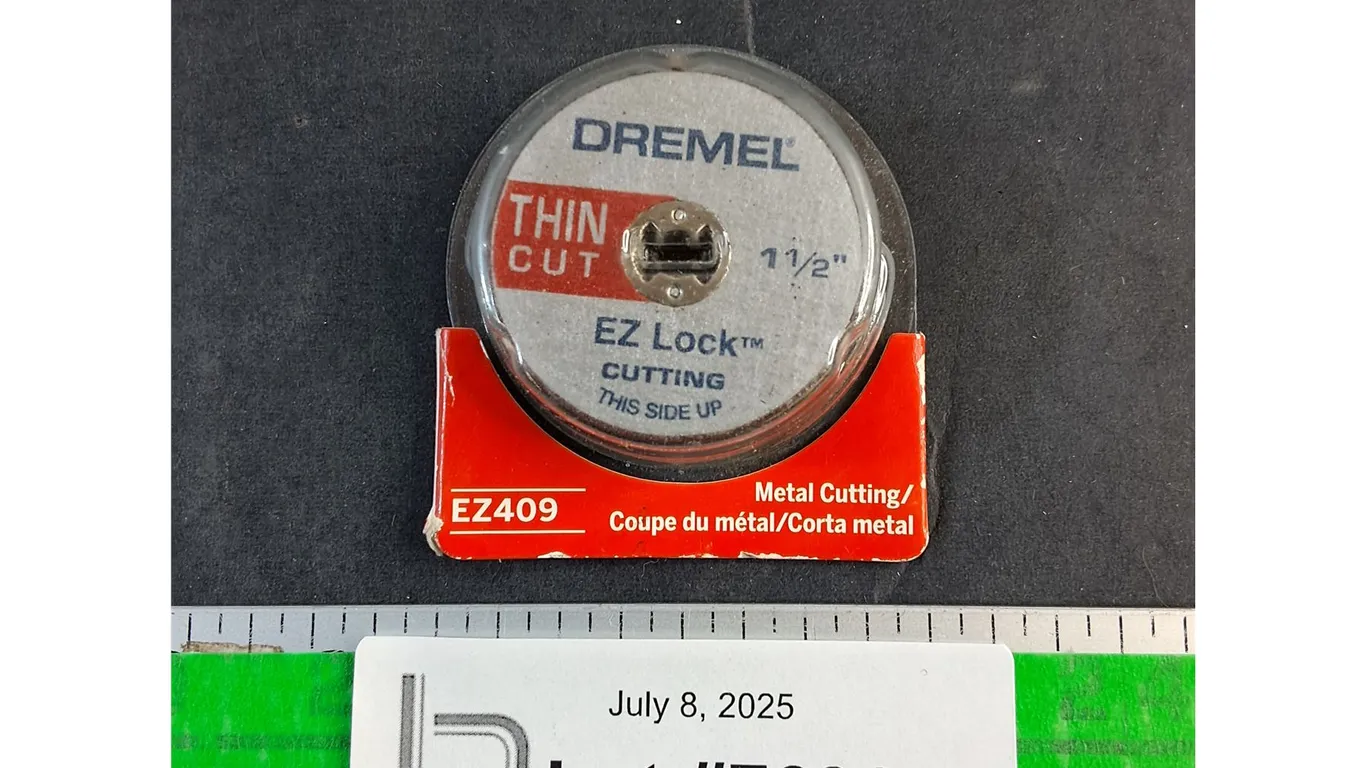 DREMEL®
THIN
CUT
1 1/2"
EZ Lock™
CUTTING
THIS SIDE UP
EZ409
Metal Cutting/
Coupe du métal/Corta metal
July 8, 2025